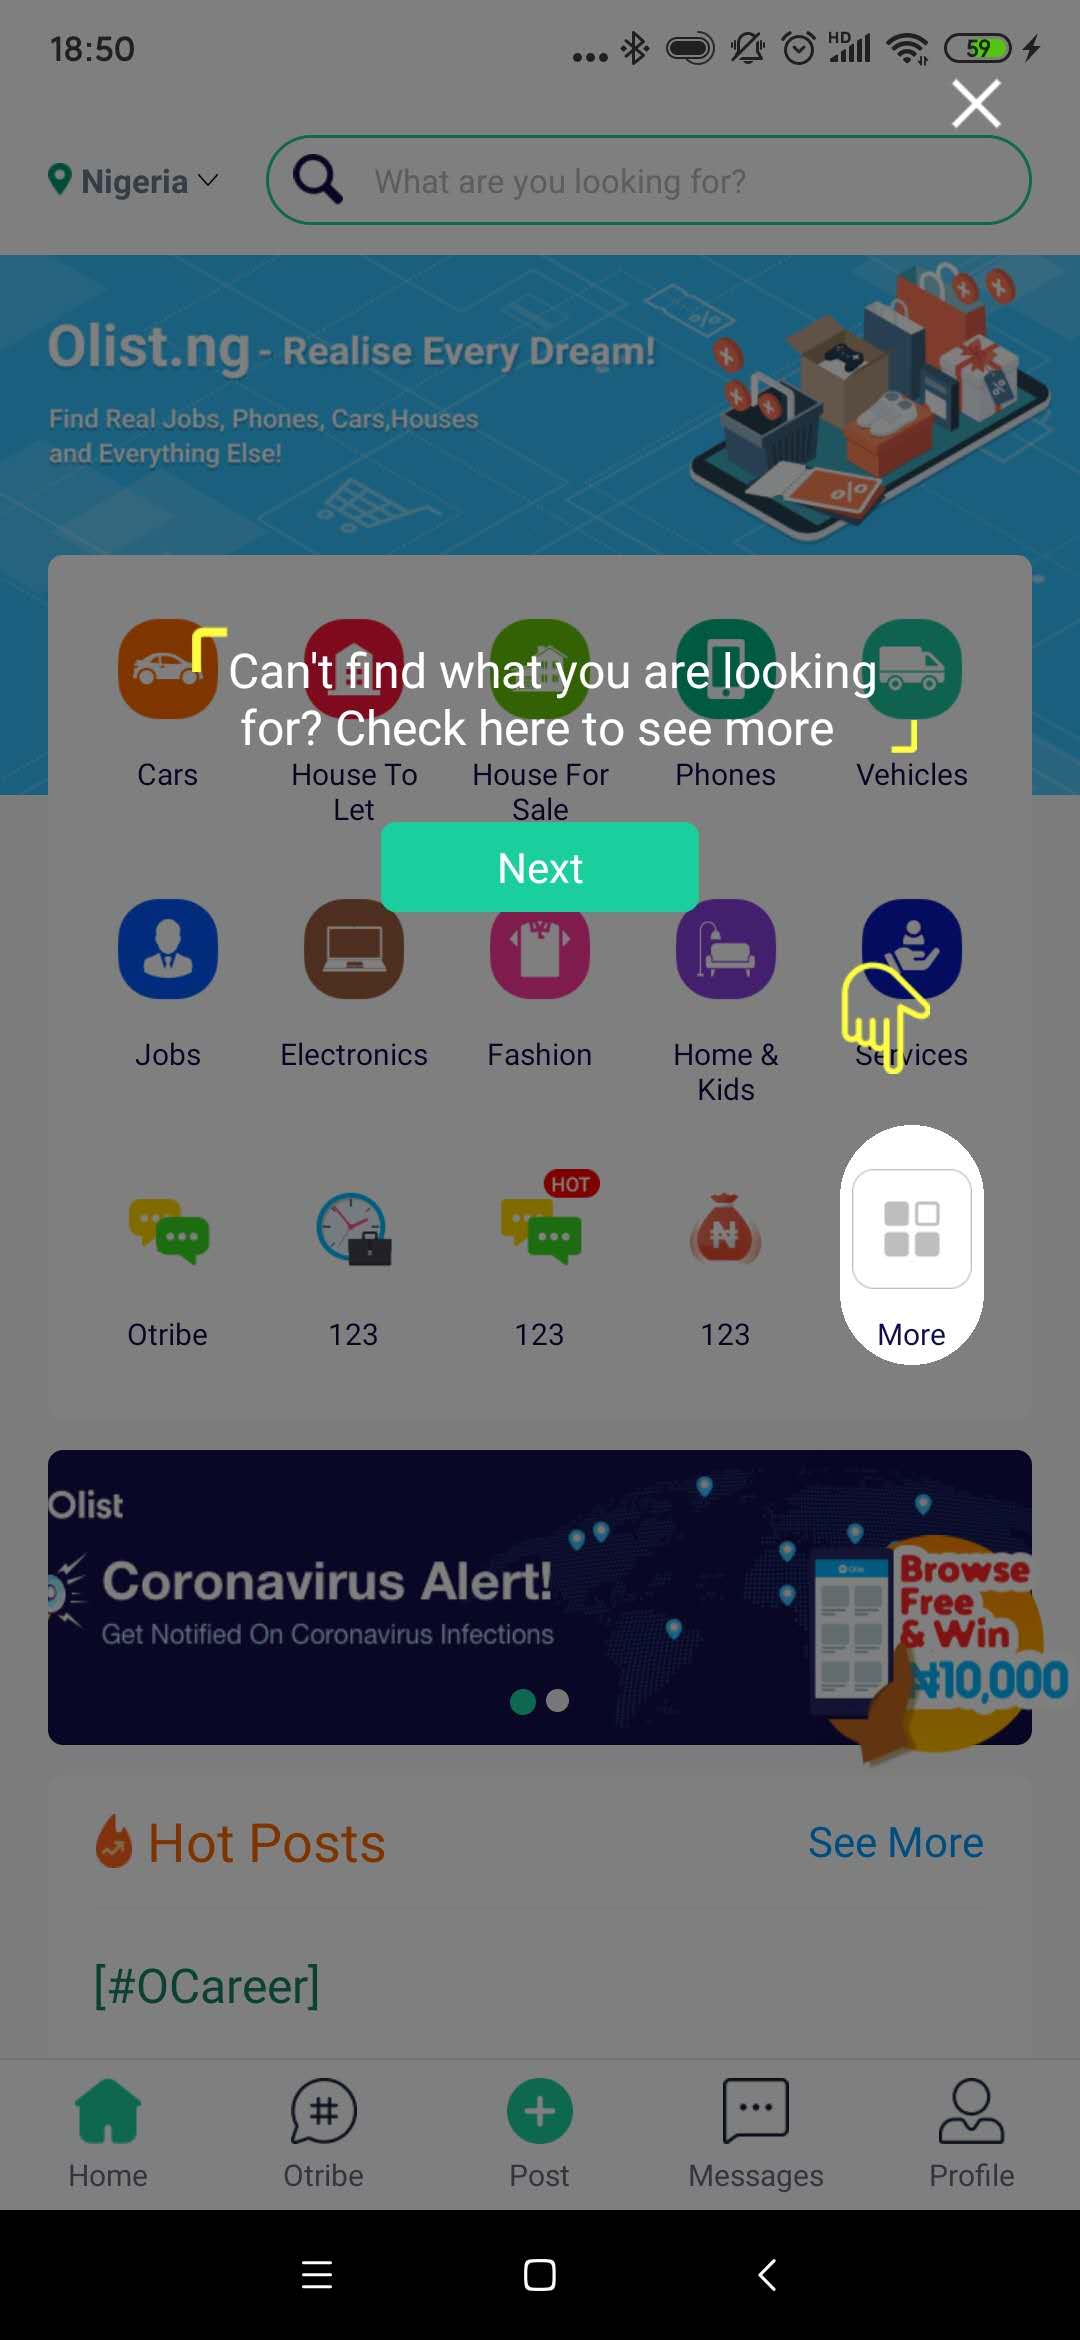 18:50
HD
59
Nigeria
What are you looking for?
Olist.ng - Realise Every Dream!
Find Real Jobs, Phones, Cars,Houses
and Everything Else!
Can't find what you are looking
for? Check here to see more
Cars
House To
Let
House For
Sale
Phones
Vehicles
Next
Jobs
Electronics
Fashion
Home &
Kids
Services
HOT
Otribe
123
123
123
More
Olist
Coronavirus Alert!
Get Notified On Coronavirus Infections
Browse
Free
& Win
₦10,000
Hot Posts
See More
[#OCareer]
Home
Otribe
Post
Messages
Profile